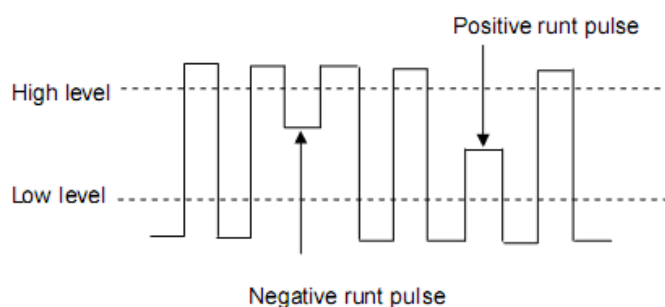 Positive runt pulse
High level
Low level
Negative runt pulse